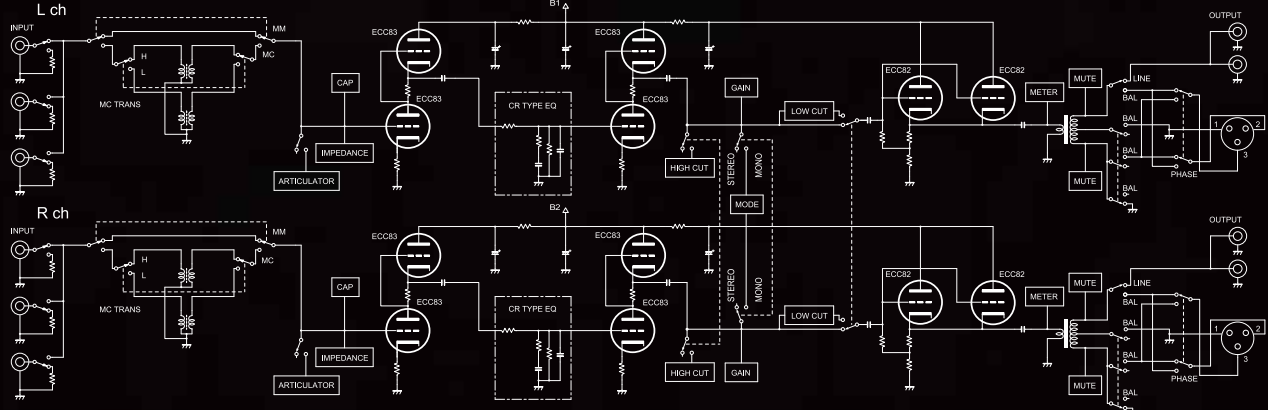 L ch
INPUT
MM
H
L
MC
MC TRANS
CAP
IMPEDANCE
ARTICULATOR
ECC83
ECC83
B1
CR TYPE EQ
ECC83
ECC83
HIGH CUT
GAIN
STEREO
MONO
MODE
LOW CUT
ECC82
ECC82
METER
MUTE
MUTE
LINE
BAL
BAL
BAL
BAL
PHASE
OUTPUT
1
2
3
R ch
INPUT
MM
H
L
MC
MC TRANS
CAP
IMPEDANCE
ARTICULATOR
ECC83
ECC83
B2
CR TYPE EQ
ECC83
ECC83
HIGH CUT
STEREO
MONO
GAIN
LOW CUT
ECC82
ECC82
METER
MUTE
MUTE
LINE
BAL
BAL
BAL
BAL
PHASE
OUTPUT
1
2
3